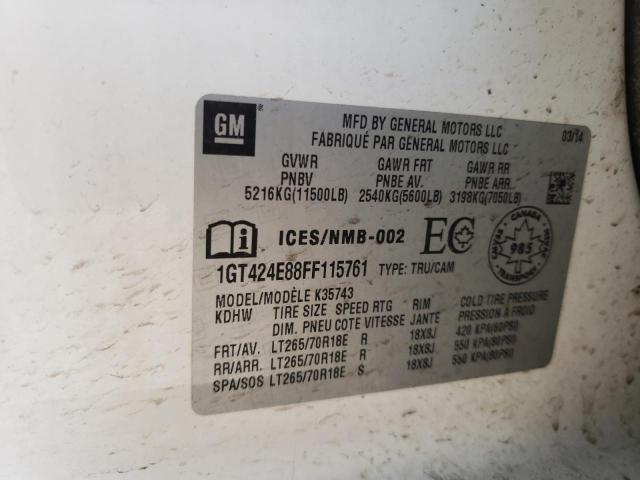 GM
MFD BY GENERAL MOTORS LLC 03/14
FABRIQUÉ PAR GENERAL MOTORS LLC
GVWR GAWR FRT GAWR RR
PNBV PNBE AV. PNBE ARR.
5216KG(11500LB) 2540KG(5600LB) 3198KG(7050LB)
ICES/NMB-002 EC
CANADA
985
TRANSPORT
1GT424E88FF115761 TYPE: TRU/CAM
MODEL/MODÈLE K35743
KDHW TIRE SIZE SPEED RTG RIM COLD TIRE PRESSURE
DIM. PNEU COTE VITESSE JANTE PRESSION A FROID
FRT/AV. LT265/70R18E R 18X8J 420 KPA(60PSI)
RR/ARR. LT265/70R18E R 18X8J 550 KPA(80PSI)
SPA/SOS LT265/70R18E S 18X8J 550 KPA(80PSI)